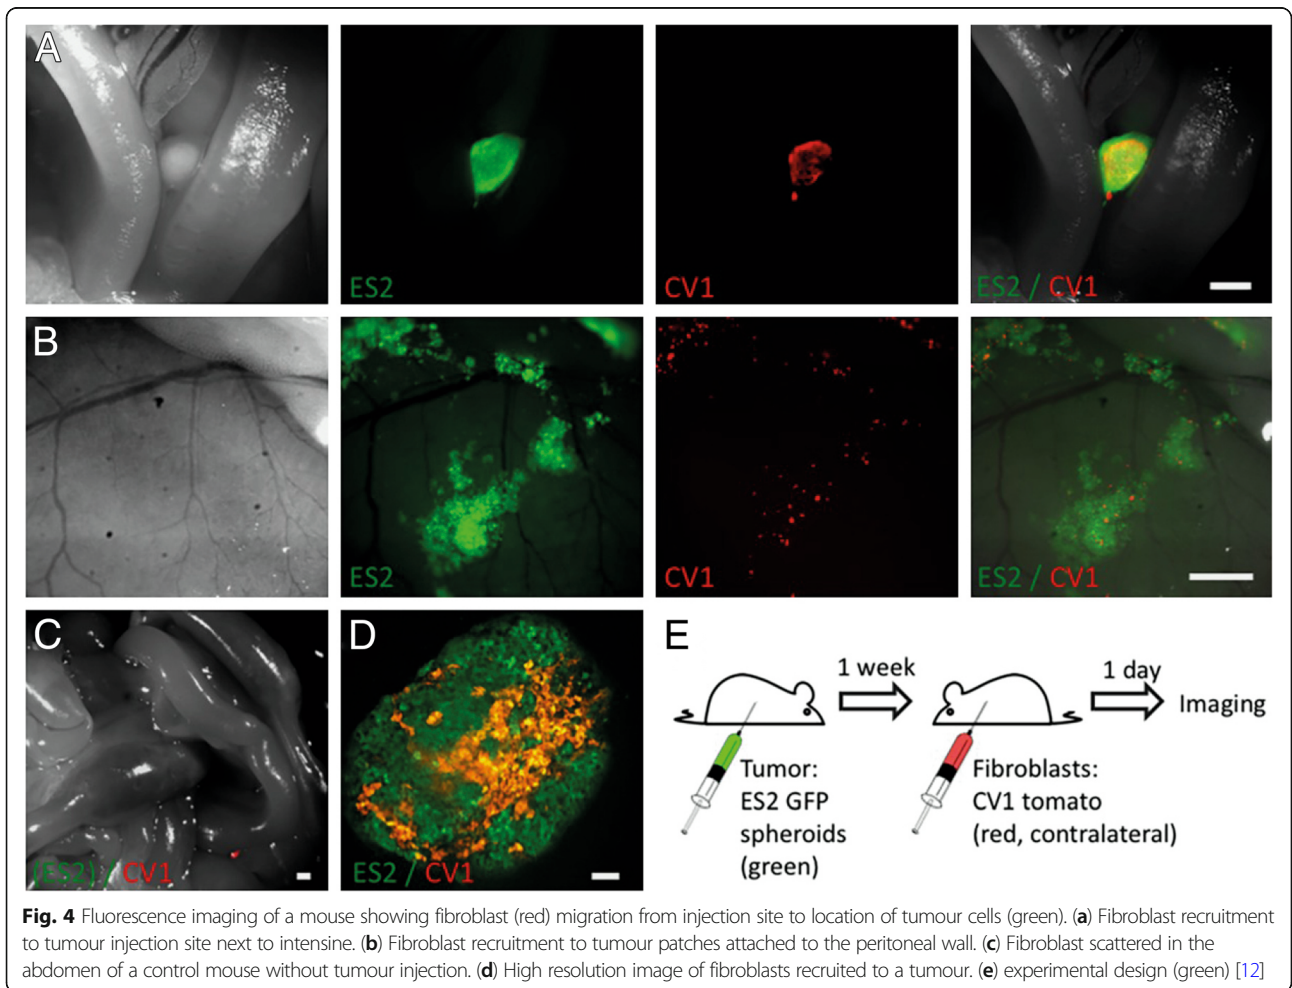 A
ES2
CV1
ES2 / CV1
B
ES2
CV1
ES2 / CV1
C
(ES2) / CV1
D
ES2 / CV1
E
1 week
1 day
Imaging
Tumor:
ES2 GFP
spheroids
(green)
Fibroblasts:
CV1 tomato
(red, contralateral)
Fig. 4 Fluorescence imaging of a mouse showing fibroblast (red) migration from injection site to location of tumour cells (green). (a) Fibroblast recruitment
to tumour injection site next to intensine. (b) Fibroblast recruitment to tumour patches attached to the peritoneal wall. (c) Fibroblast scattered in the
abdomen of a control mouse without tumour injection. (d) High resolution image of fibroblasts recruited to a tumour. (e) experimental design (green) [12]